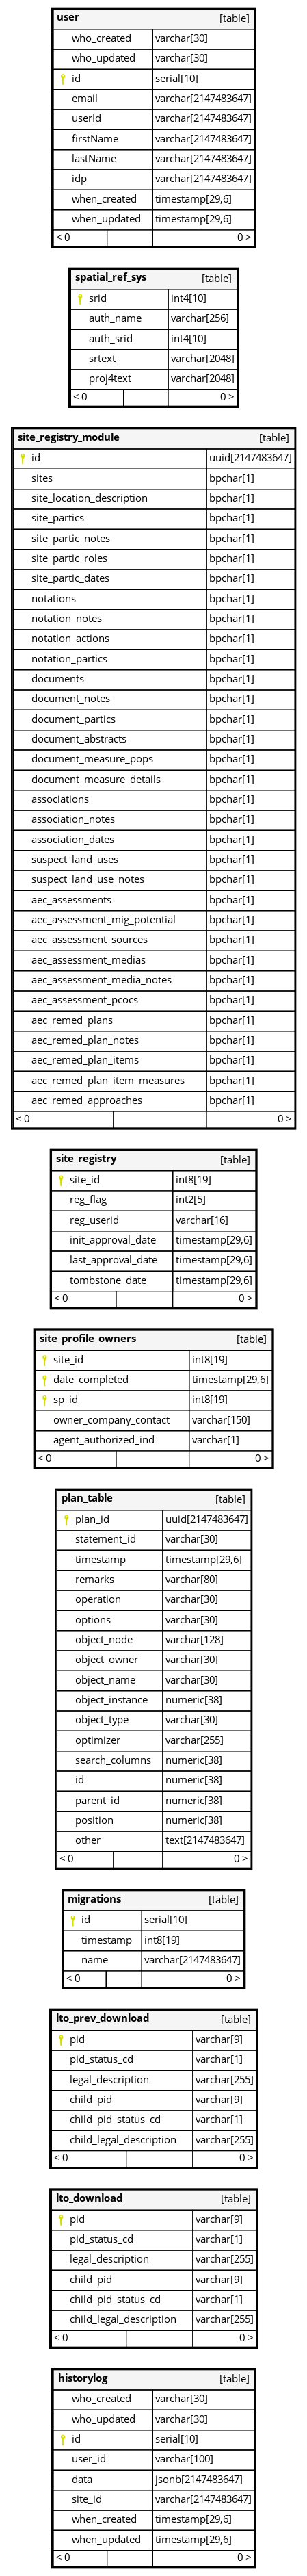 user [table]
who_created varchar[30]
who_updated varchar[30]
id serial[10]
email varchar[2147483647]
userId varchar[2147483647]
firstName varchar[2147483647]
lastName varchar[2147483647]
idp varchar[2147483647]
when_created timestamp[29,6]
when_updated timestamp[29,6]
< 0 0 >
spatial_ref_sys [table]
srid int4[10]
auth_name varchar[256]
auth_srid int4[10]
srtext varchar[2048]
proj4text varchar[2048]
< 0 0 >
site_registry_module [table]
id uuid[2147483647]
sites bpchar[1]
site_location_description bpchar[1]
site_partics bpchar[1]
site_partic_notes bpchar[1]
site_partic_roles bpchar[1]
site_partic_dates bpchar[1]
notations bpchar[1]
notation_notes bpchar[1]
notation_actions bpchar[1]
notation_partics bpchar[1]
documents bpchar[1]
document_notes bpchar[1]
document_partics bpchar[1]
document_abstracts bpchar[1]
document_measure_pops bpchar[1]
document_measure_details bpchar[1]
associations bpchar[1]
association_notes bpchar[1]
association_dates bpchar[1]
suspect_land_uses bpchar[1]
suspect_land_use_notes bpchar[1]
aec_assessments bpchar[1]
aec_assessment_mig_potential bpchar[1]
aec_assessment_sources bpchar[1]
aec_assessment_medias bpchar[1]
aec_assessment_media_notes bpchar[1]
aec_assessment_pcocs bpchar[1]
aec_remed_plans bpchar[1]
aec_remed_plan_notes bpchar[1]
aec_remed_plan_items bpchar[1]
aec_remed_plan_item_measures bpchar[1]
aec_remed_approaches bpchar[1]
< 0 0 >
site_registry [table]
site_id int8[19]
reg_flag int2[5]
reg_userid varchar[16]
init_approval_date timestamp[29,6]
last_approval_date timestamp[29,6]
tombstone_date timestamp[29,6]
< 0 0 >
site_profile_owners [table]
site_id int8[19]
date_completed timestamp[29,6]
sp_id int8[19]
owner_company_contact varchar[150]
agent_authorized_ind varchar[1]
< 0 0 >
plan_table [table]
plan_id uuid[2147483647]
statement_id varchar[30]
timestamp timestamp[29,6]
remarks varchar[80]
operation varchar[30]
options varchar[30]
object_node varchar[128]
object_owner varchar[30]
object_name varchar[30]
object_instance numeric[38]
object_type varchar[30]
optimizer varchar[255]
search_columns numeric[38]
id numeric[38]
parent_id numeric[38]
position numeric[38]
other text[2147483647]
< 0 0 >
migrations [table]
id serial[10]
timestamp int8[19]
name varchar[2147483647]
< 0 0 >
lto_prev_download [table]
pid varchar[9]
pid_status_cd varchar[1]
legal_description varchar[255]
child_pid varchar[9]
child_pid_status_cd varchar[1]
child_legal_description varchar[255]
< 0 0 >
lto_download [table]
pid varchar[9]
pid_status_cd varchar[1]
legal_description varchar[255]
child_pid varchar[9]
child_pid_status_cd varchar[1]
child_legal_description varchar[255]
< 0 0 >
historylog [table]
who_created varchar[30]
who_updated varchar[30]
id serial[10]
user_id varchar[100]
data jsonb[2147483647]
site_id varchar[2147483647]
when_created timestamp[29,6]
when_updated timestamp[29,6]
< 0 0 >